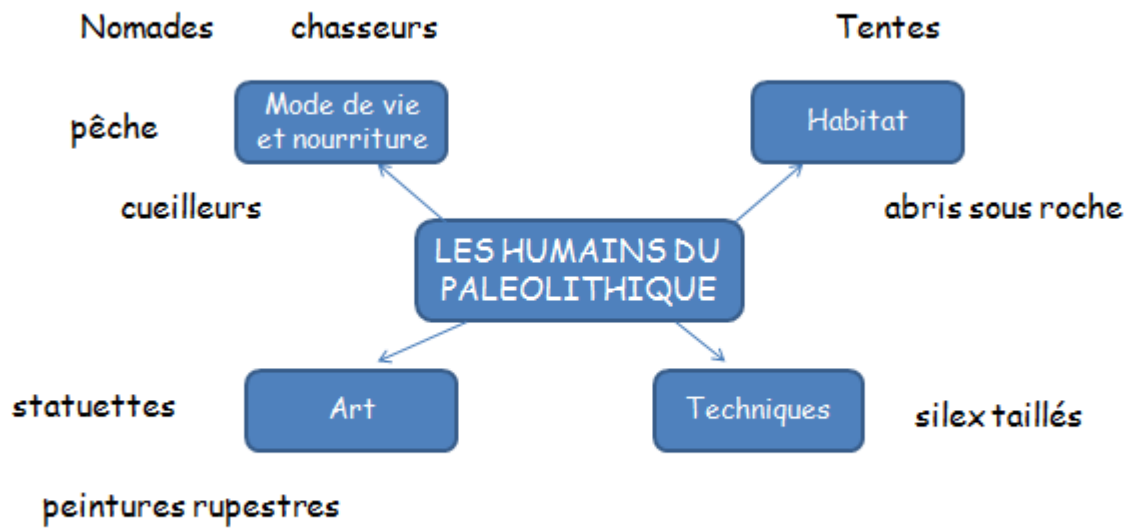 Nomades chasseurs Tentes
Mode de vie
et nourriture
Habitat
pêche
cueilleurs
abris sous roche
LES HUMAINS DU
PALEOLITHIQUE
statuettes
Art
Techniques
silex taillés
peintures rupestres